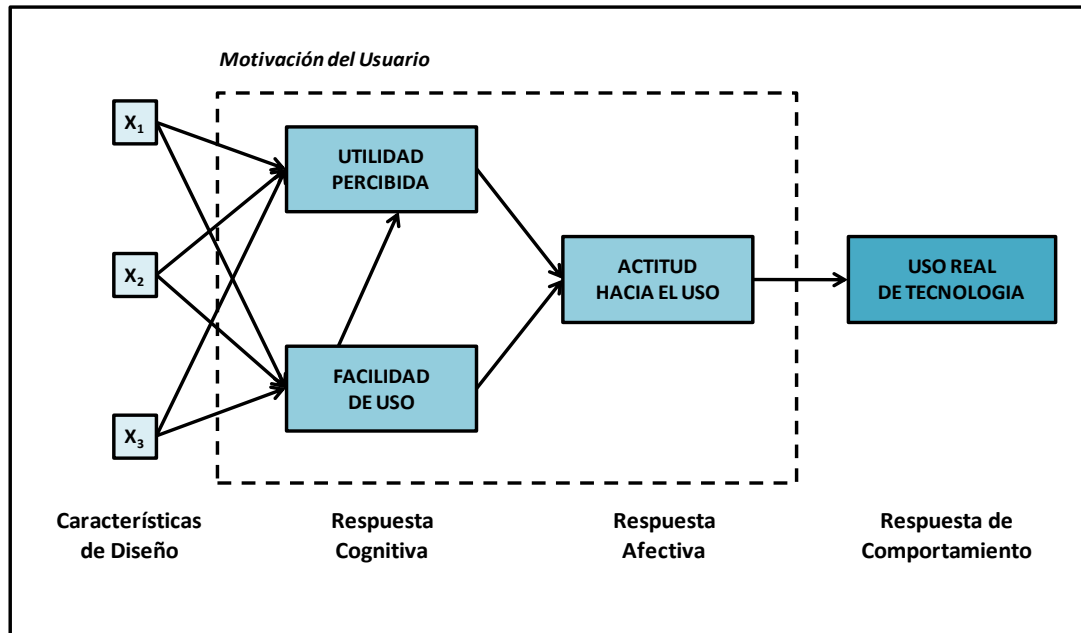 Motivación del Usuario
X₁
UTILIDAD
PERCIBIDA
X₂
ACTITUD
HACIA EL USO
USO REAL
DE TECNOLOGIA
FACILIDAD
DE USO
X₃
Características
de Diseño
Respuesta
Cognitiva
Respuesta
Afectiva
Respuesta de
Comportamiento